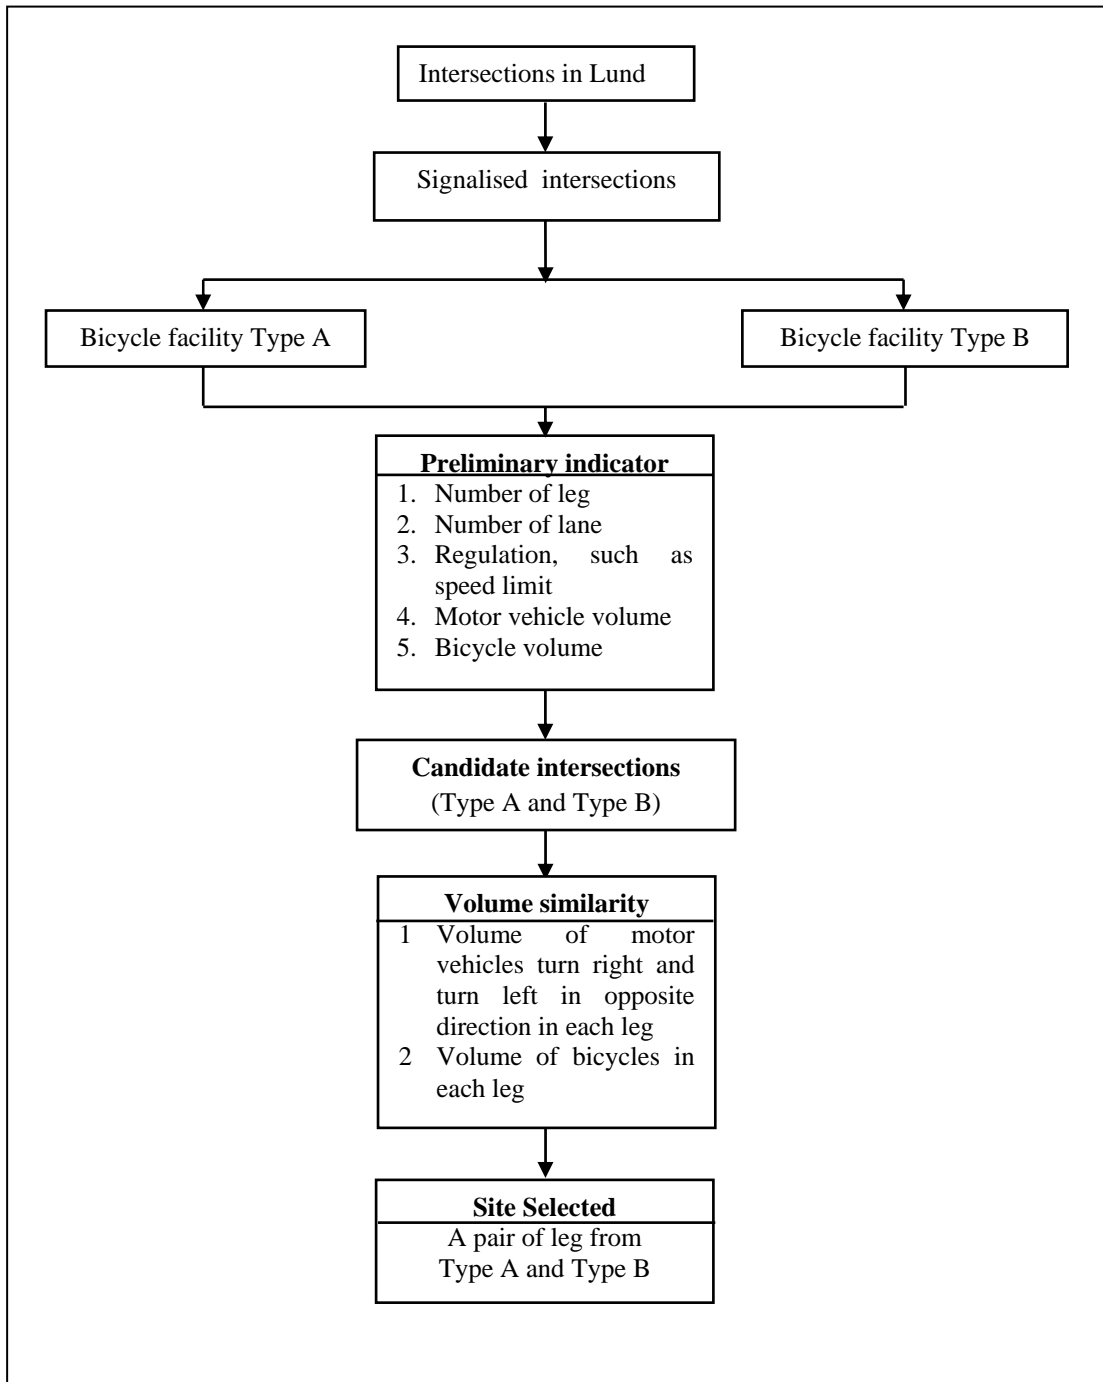 Intersections in Lund
Signalised intersections
Bicycle facility Type A
Bicycle facility Type B
Preliminary indicator
1. Number of leg
2. Number of lane
3. Regulation, such as
speed limit
4. Motor vehicle volume
5. Bicycle volume
Candidate intersections
(Type A and Type B)
Volume similarity
1 Volume of motor
vehicles turn right and
turn left in opposite
direction in each leg
2 Volume of bicycles in
each leg
Site Selected
A pair of leg from
Type A and Type B